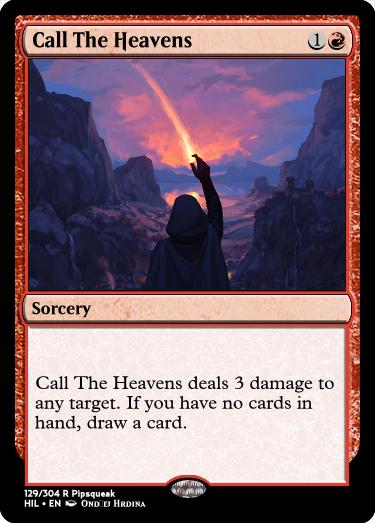 Call The Heavens 1
Sorcery
Call The Heavens deals 3 damage to
any target. If you have no cards in
hand, draw a card.
129/304 R Pipsqueak
HIL • EN Hrdina